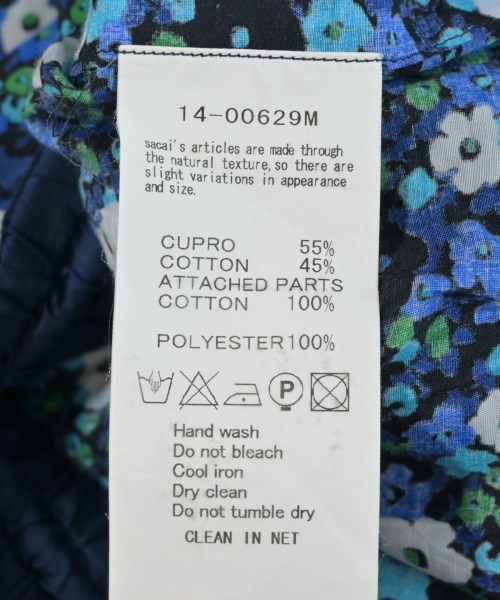 14-00629M
sacai's articles are made through
the natural texture, so there are
slight variations in appearance
and size.
CUPRO 55%
COTTON 45%
ATTACHED PARTS
COTTON 100%
POLYESTER 100%
P
Hand wash
Do not bleach
Cool iron
Dry clean
Do not tumble dry
CLEAN IN NET